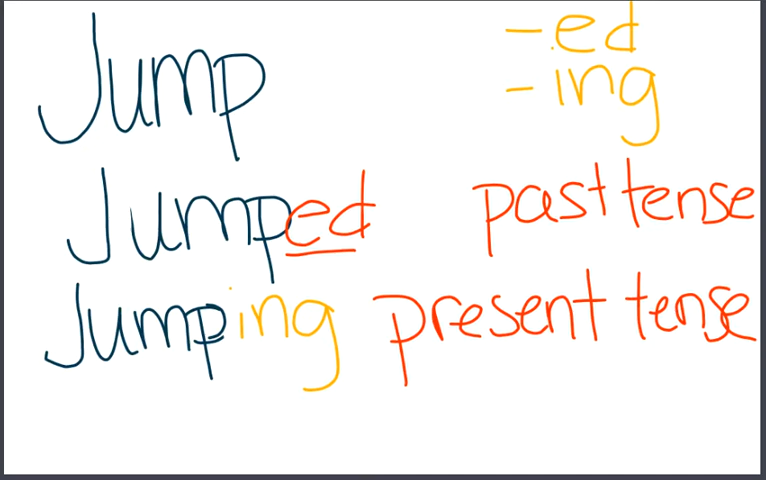 Jump
-ed
-ing
Jumped past tense
Jumping present tense